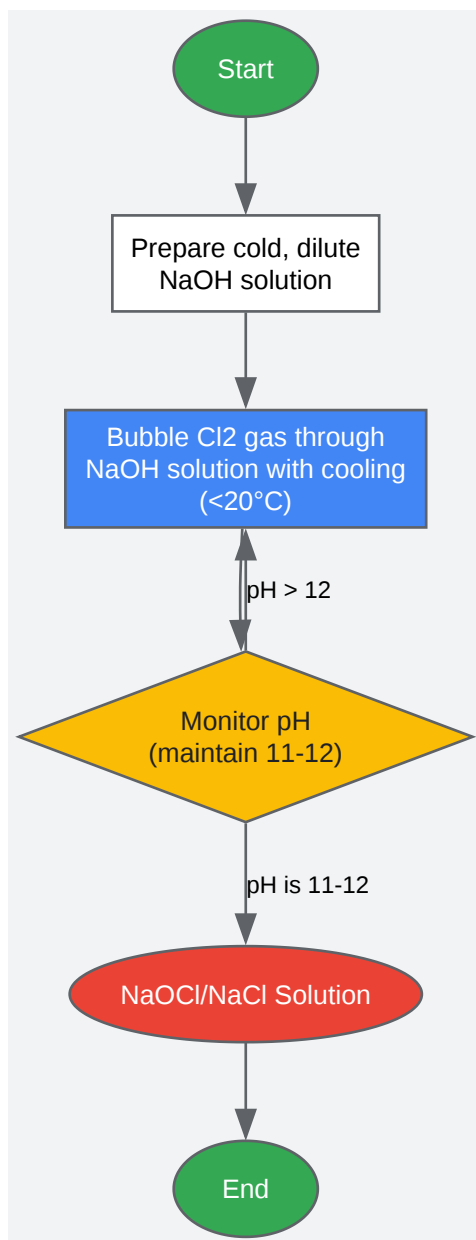 Start
Prepare cold, dilute
NaOH solution
Bubble Cl2 gas through
NaOH solution with cooling
(<20°C)
pH > 12
Monitor pH
(maintain 11-12)
pH is 11-12
NaOCl/NaCl Solution
End